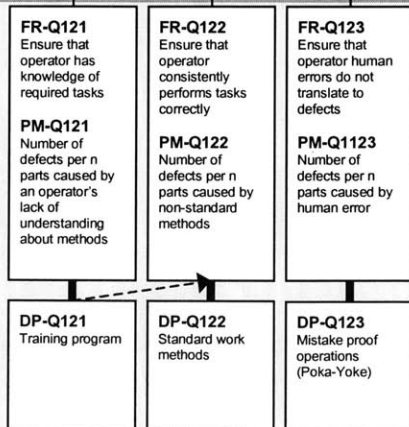 FR-Q121
Ensure that
operator has
knowledge of
required tasks
PM-Q121
Number of
defects per n
parts caused by
an operator's
lack of
understanding
about methods
FR-Q122
Ensure that
operator
consistently
performs tasks
correctly
PM-Q122
Number of
defects per n
parts caused by
non-standard
methods
FR-Q123
Ensure that
operator human
errors do not
translate to
defects
PM-Q1123
Number of
defects per n
parts caused by
human error
DP-Q121
Training program
DP-Q122
Standard work
methods
DP-Q123
Mistake proof
operations
(Poka-Yoke)